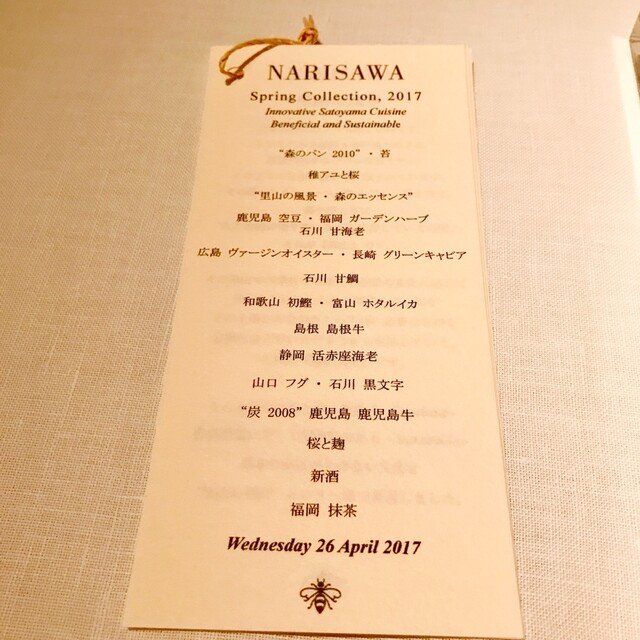 NARISAWA
Spring Collection, 2017
Innovative Satoyama Cuisine
Beneficial and Sustainable
“森のパン 2010”・苔
稚アユと桜
“里山の風景・森のエッセンス”
鹿児島 空豆・福岡 ガーデンハーブ
石川 甘海老
広島 ヴァージンオイスター・長崎 グリーンキャビア
石川 甘鯛
和歌山 初鰹・富山 ホタルイカ
島根 島根牛
静岡 活赤座海老
山口 フグ・石川 黒文字
“炭 2008” 鹿児島 鹿児島牛
桜と麹
新酒
福岡 抹茶
Wednesday 26 April 2017